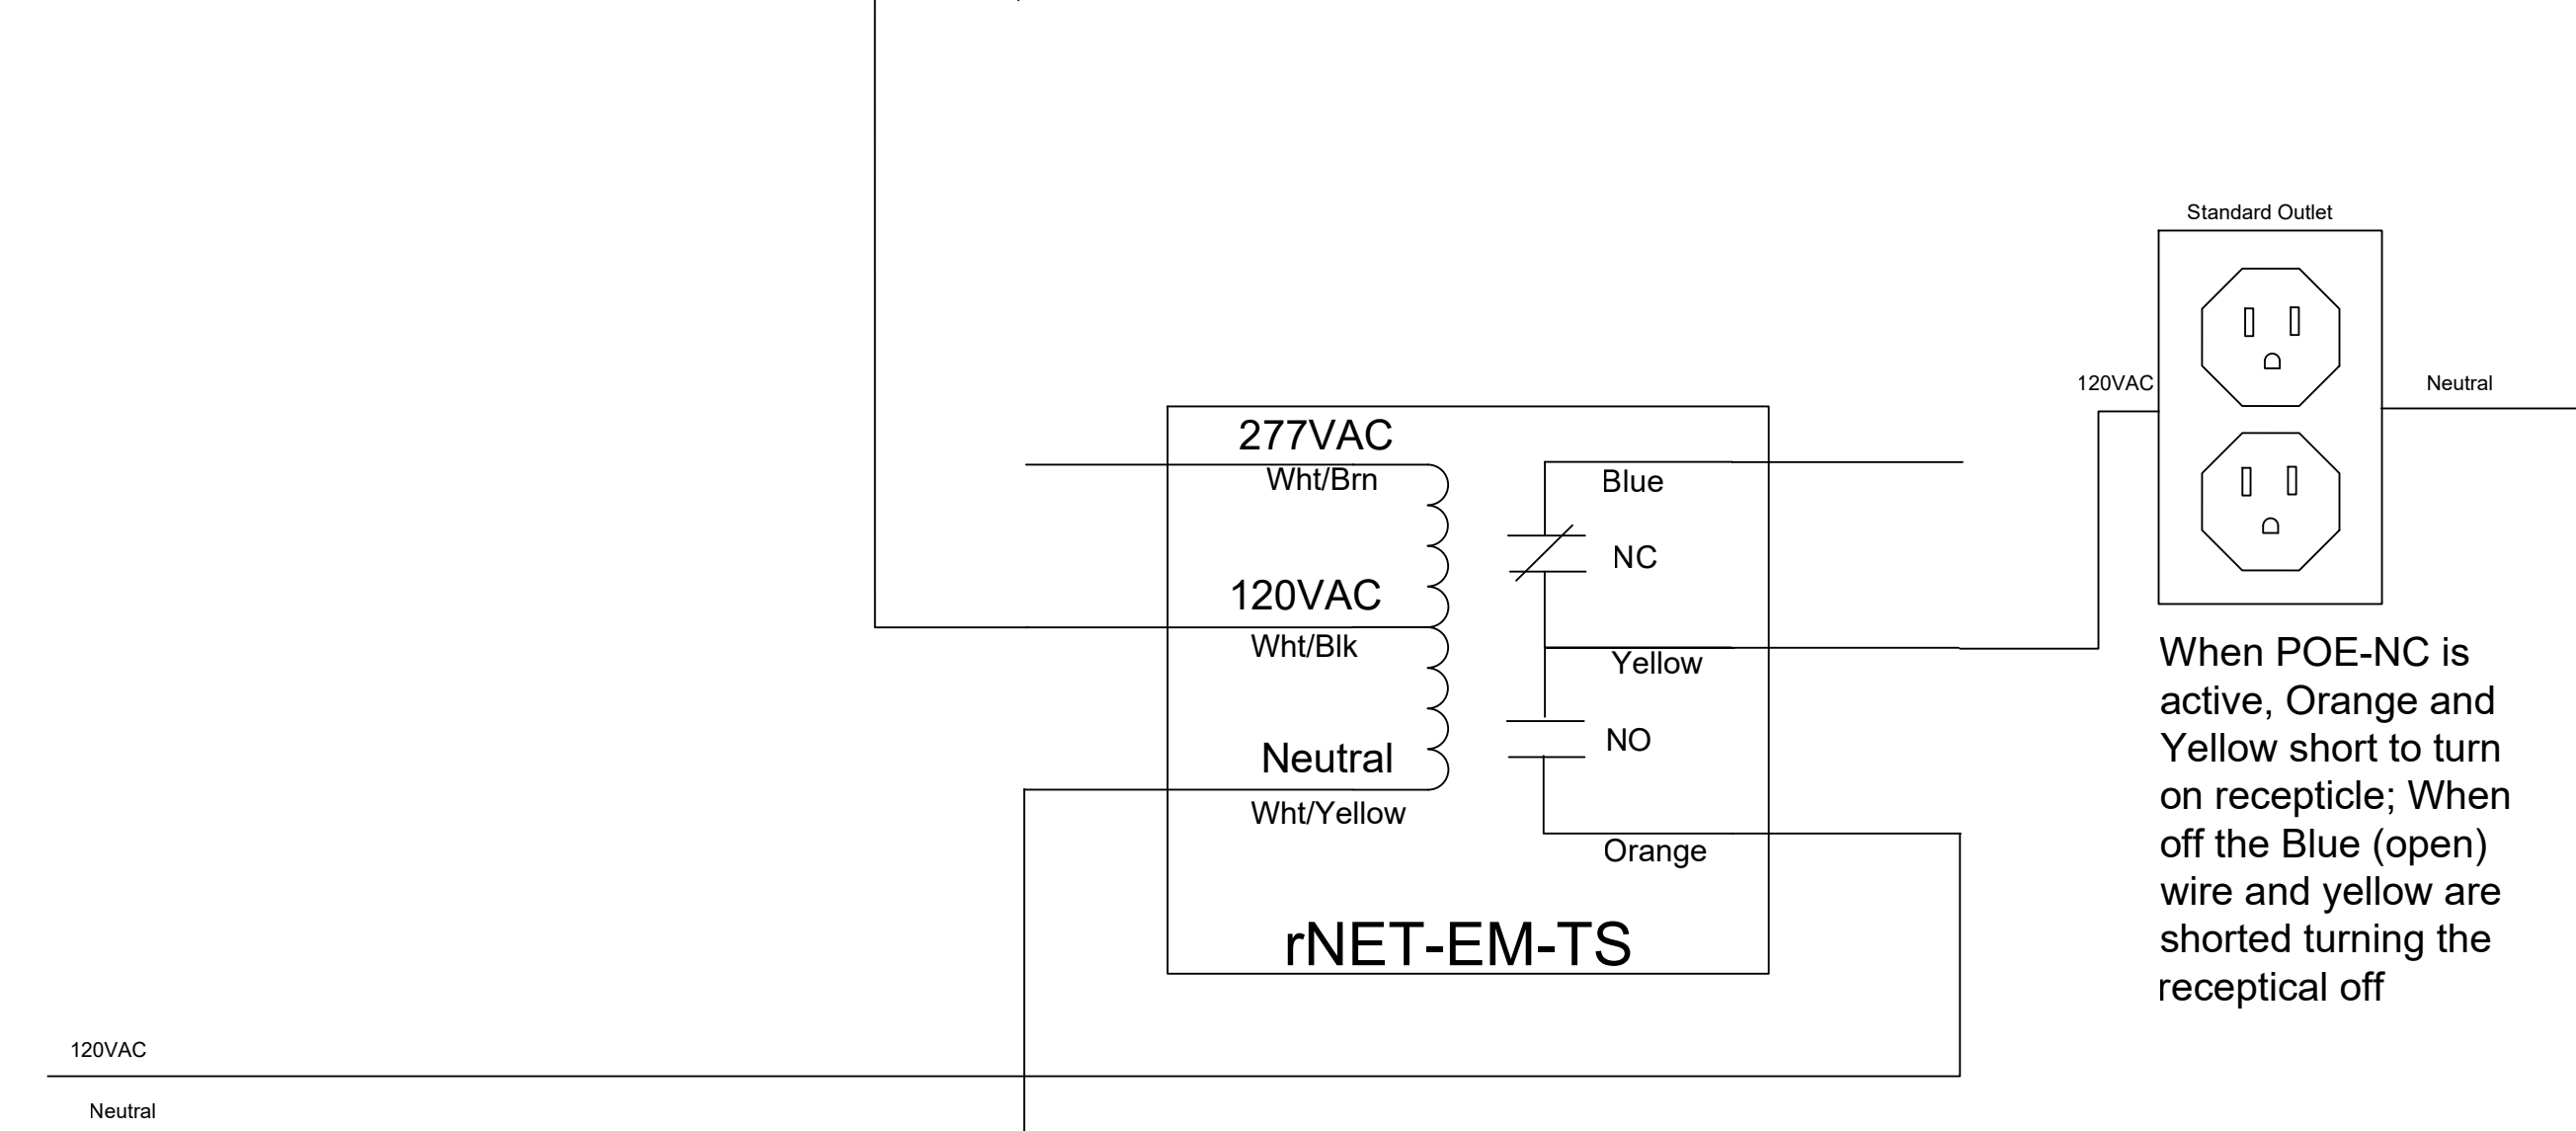 Standard Outlet
120VAC
Neutral
277VAC
Wht/Brn
Blue
NC
120VAC
Wht/Blk
Yellow
NO
Neutral
Wht/Yellow
Orange
rNET-EM-TS
When POE-NC is
active, Orange and
Yellow short to turn
on recepticle; When
off the Blue (open)
wire and yellow are
shorted turning the
receptical off
120VAC
Neutral